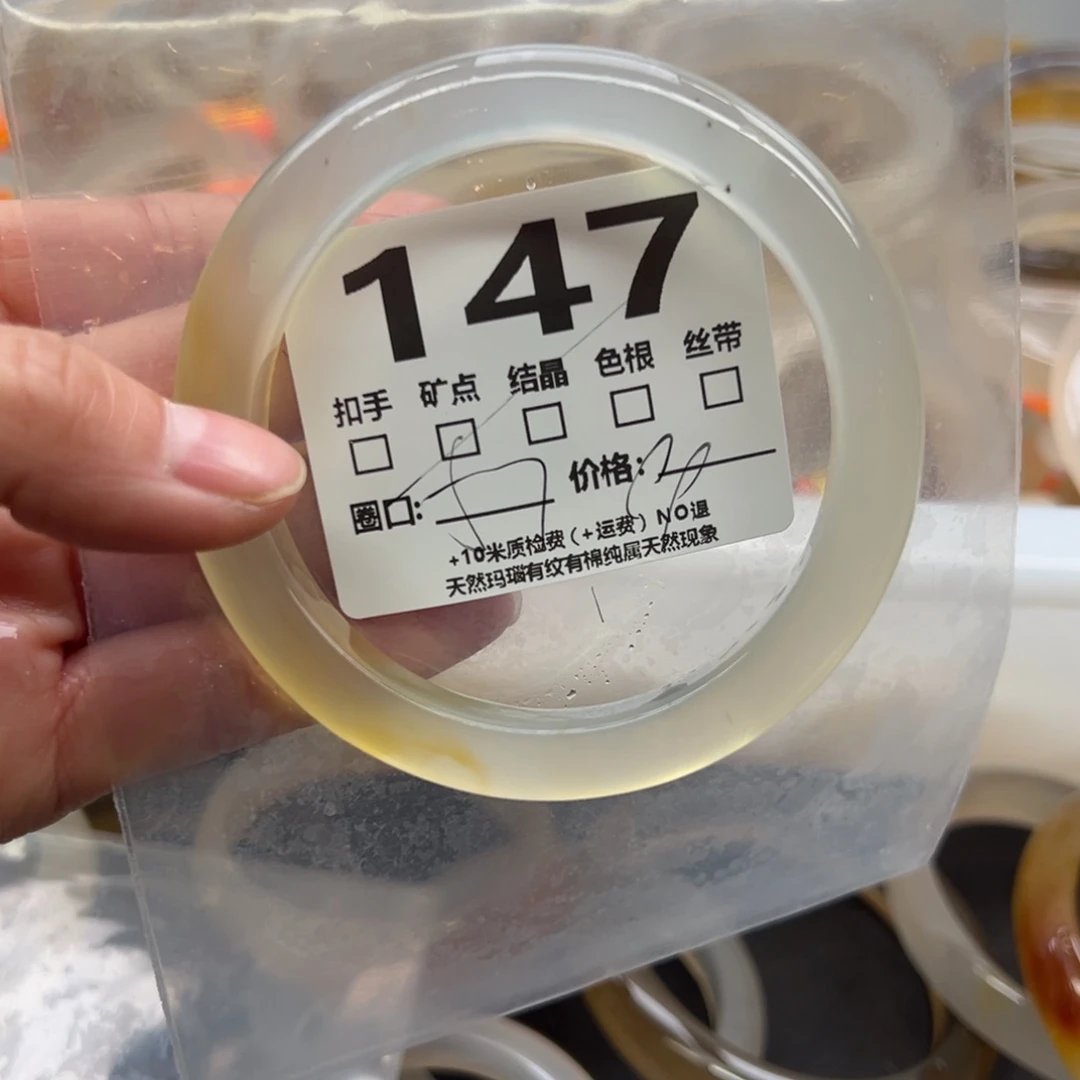 147
扣手 矿点 结晶 色根 丝带
圈口: 价格:
+10米质检费(+运费)NO退
天然玛瑙有纹有棉纯属天然现象